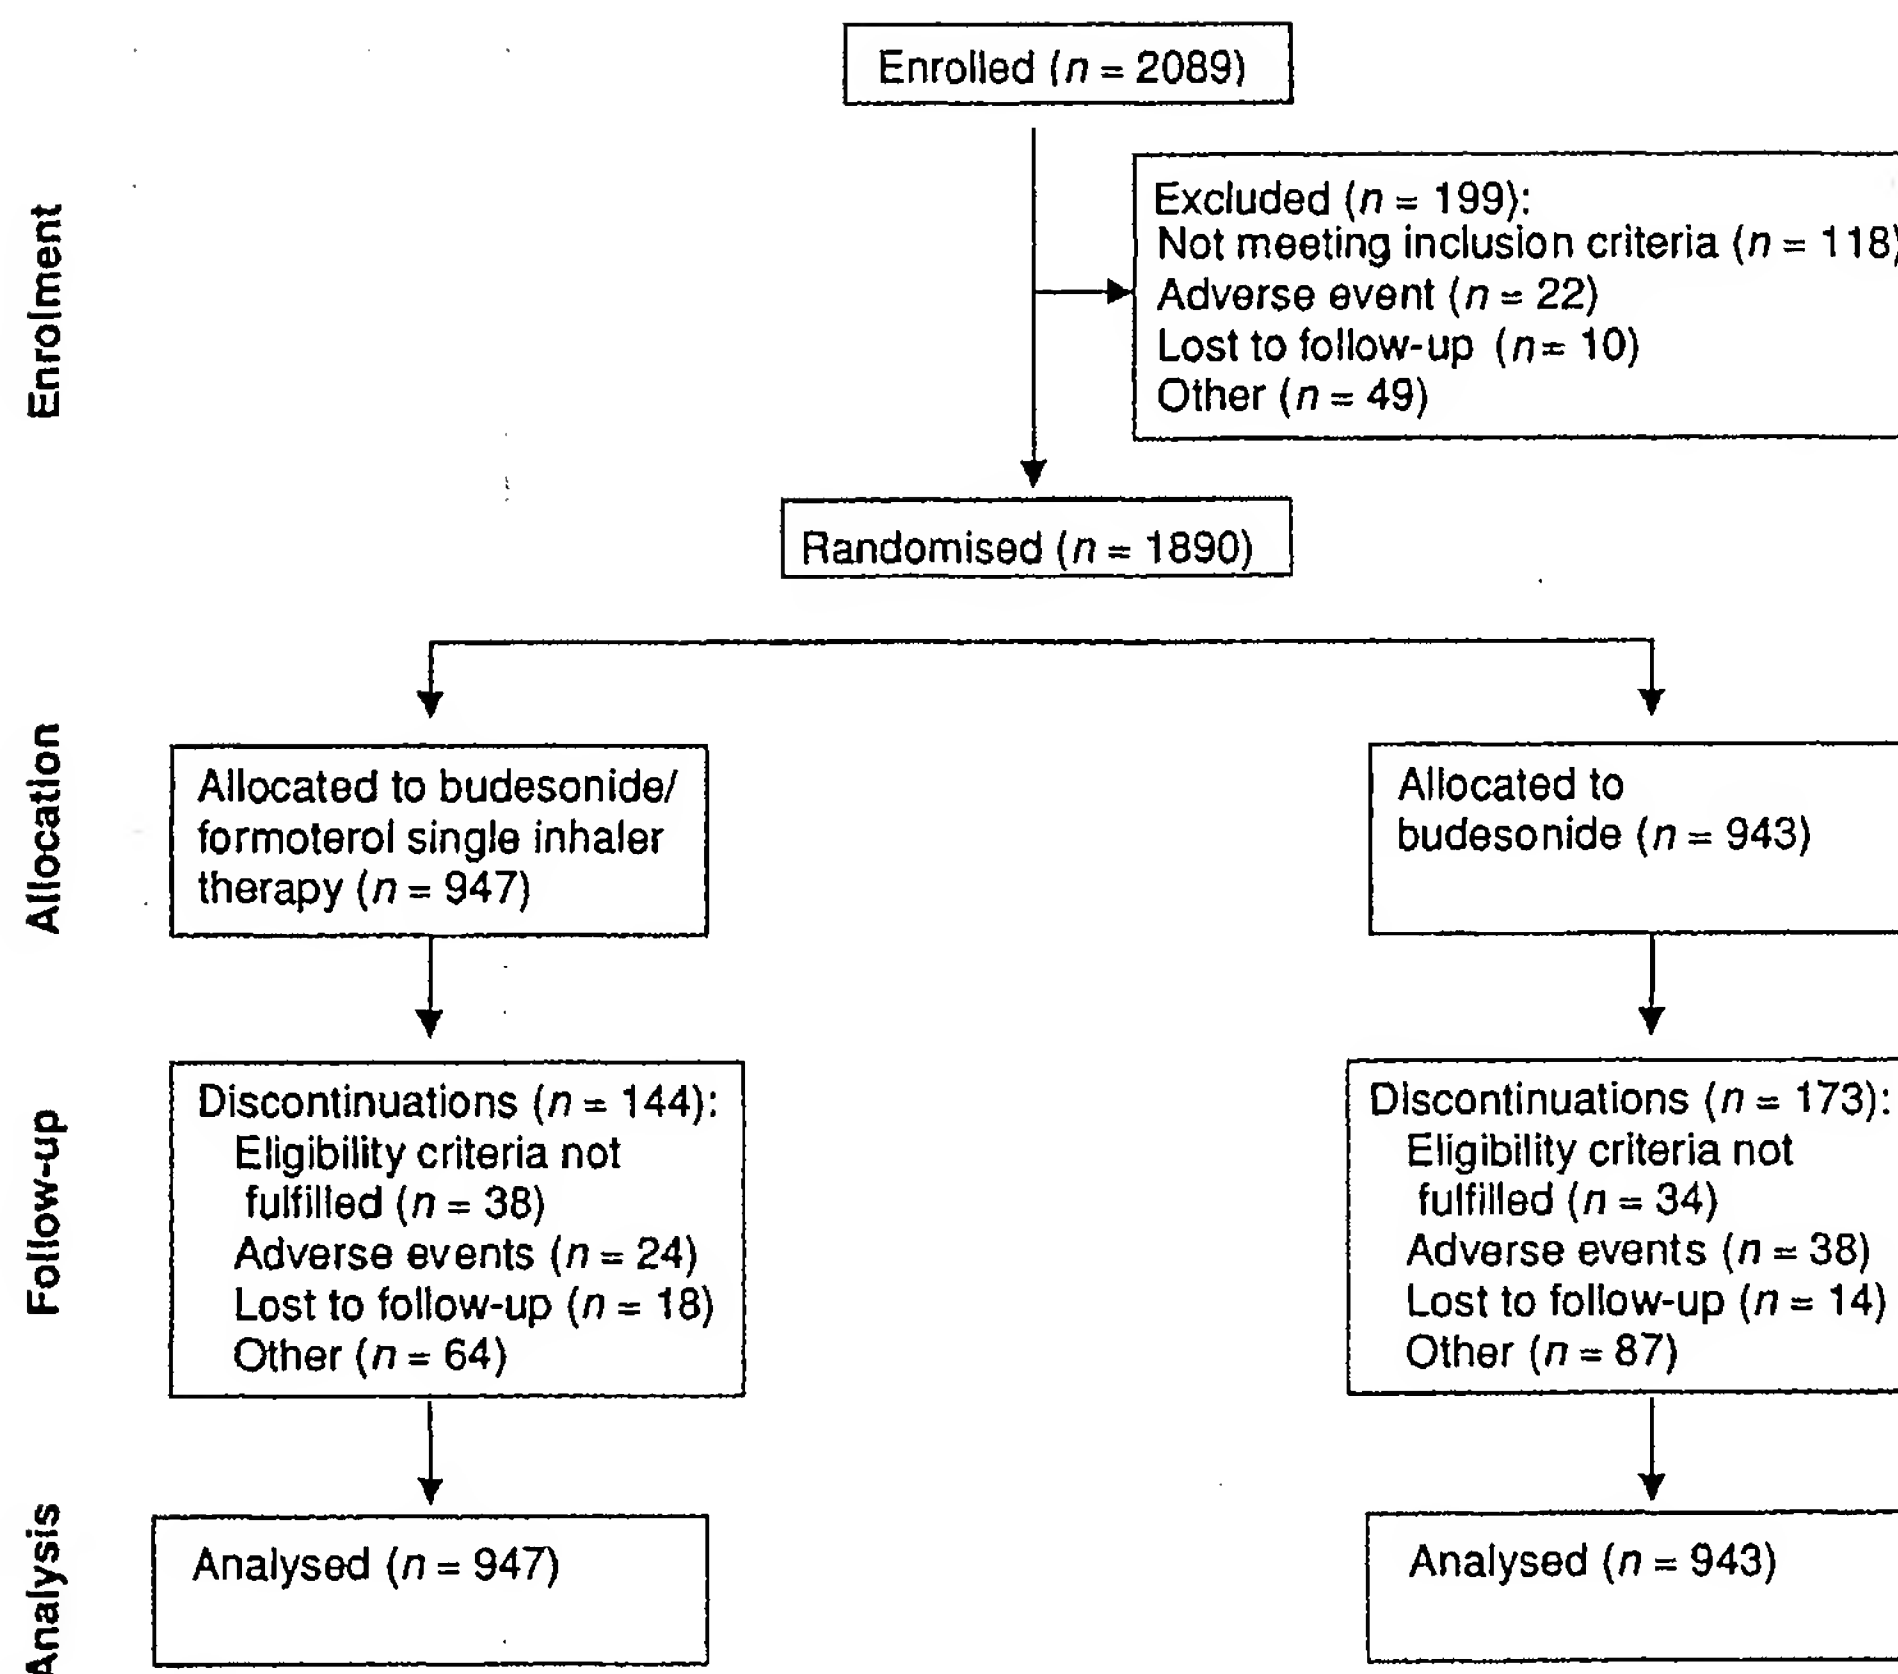 Enrolled (n = 2089)
Enrolment
Excluded (n = 199):
Not meeting inclusion criteria (n = 118)
Adverse event (n = 22)
Lost to follow-up (n = 10)
Other (n = 49)
Randomised (n = 1890)
Allocation
Allocated to budesonide/
formoterol single inhaler
therapy (n = 947)
Allocated to
budesonide (n = 943)
Follow-up
Discontinuations (n = 144):
Eligibility criteria not
fulfilled (n = 38)
Adverse events (n = 24)
Lost to follow-up (n = 18)
Other (n = 64)
Discontinuations (n = 173):
Eligibility criteria not
fulfilled (n = 34)
Adverse events (n = 38)
Lost to follow-up (n = 14)
Other (n = 87)
Analysis
Analysed (n = 947)
Analysed (n = 943)